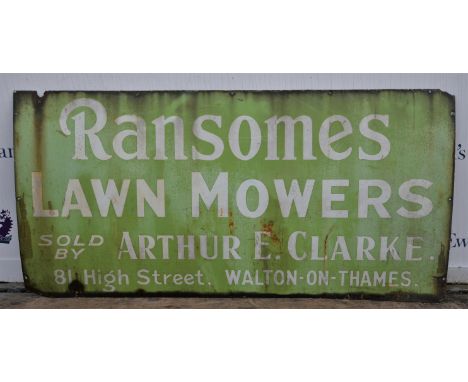 Ransomes
LAWN MOWERS
SOLD BY ARTHUR E. CLARKE.
81 High Street. WALTON-ON-THAMES.